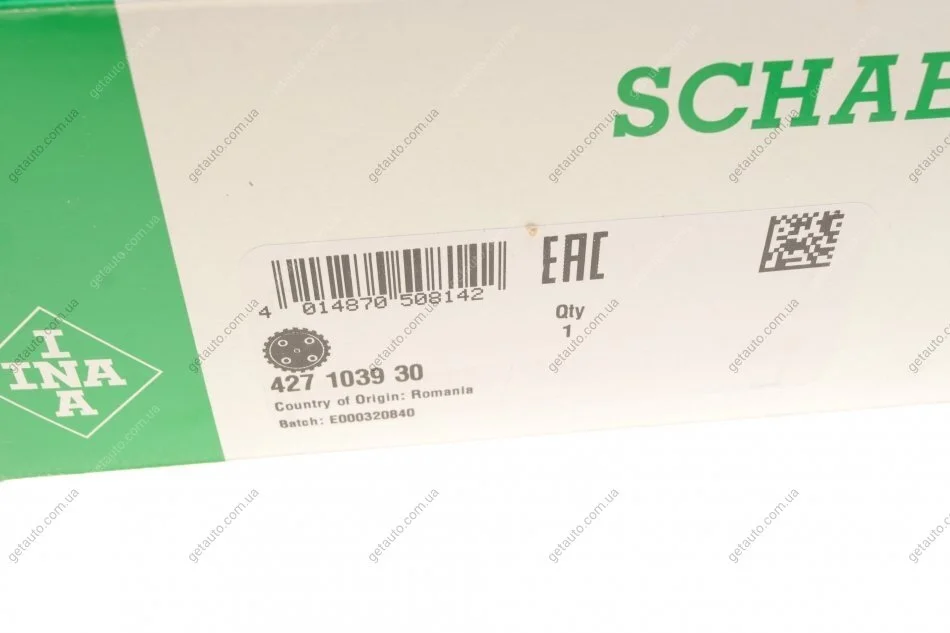 SCHAE
EAC
4 014870 508142
Qty
1
INA
INA
427 1039 30
Country of Origin: Romania
Batch: E000320840
getauto.com.ua